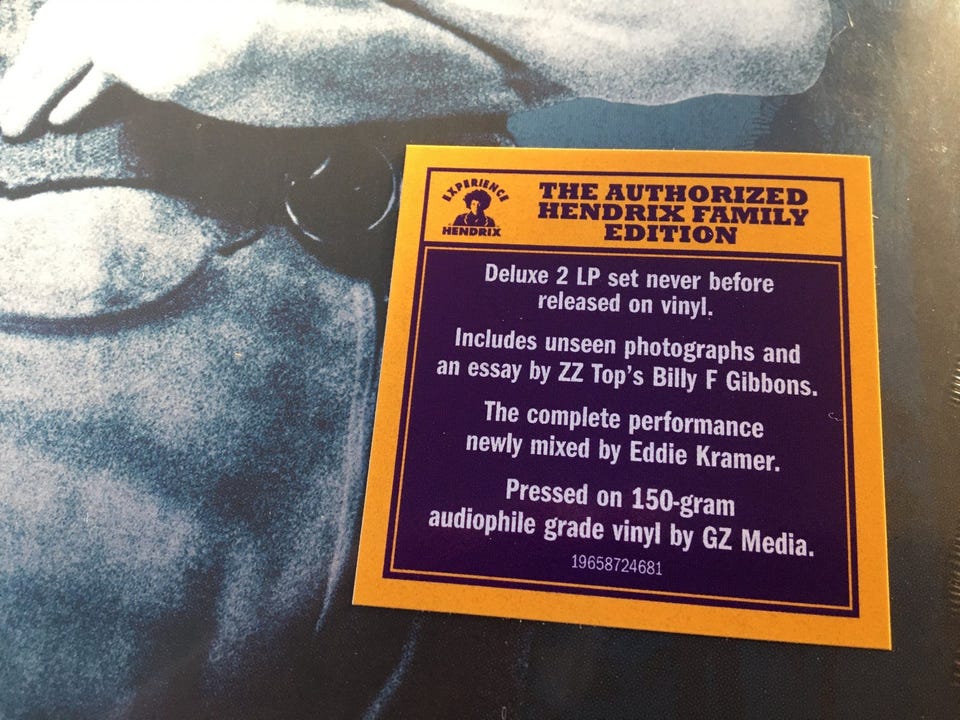 EXPERIENCE
HENDRIX
THE AUTHORIZED
HENDRIX FAMILY
EDITION
Deluxe 2 LP set never before
released on vinyl.
Includes unseen photographs and
an essay by ZZ Top's Billy F Gibbons.
The complete performance
newly mixed by Eddie Kramer.
Pressed on 150-gram
audiophile grade vinyl by GZ Media.
19658724681